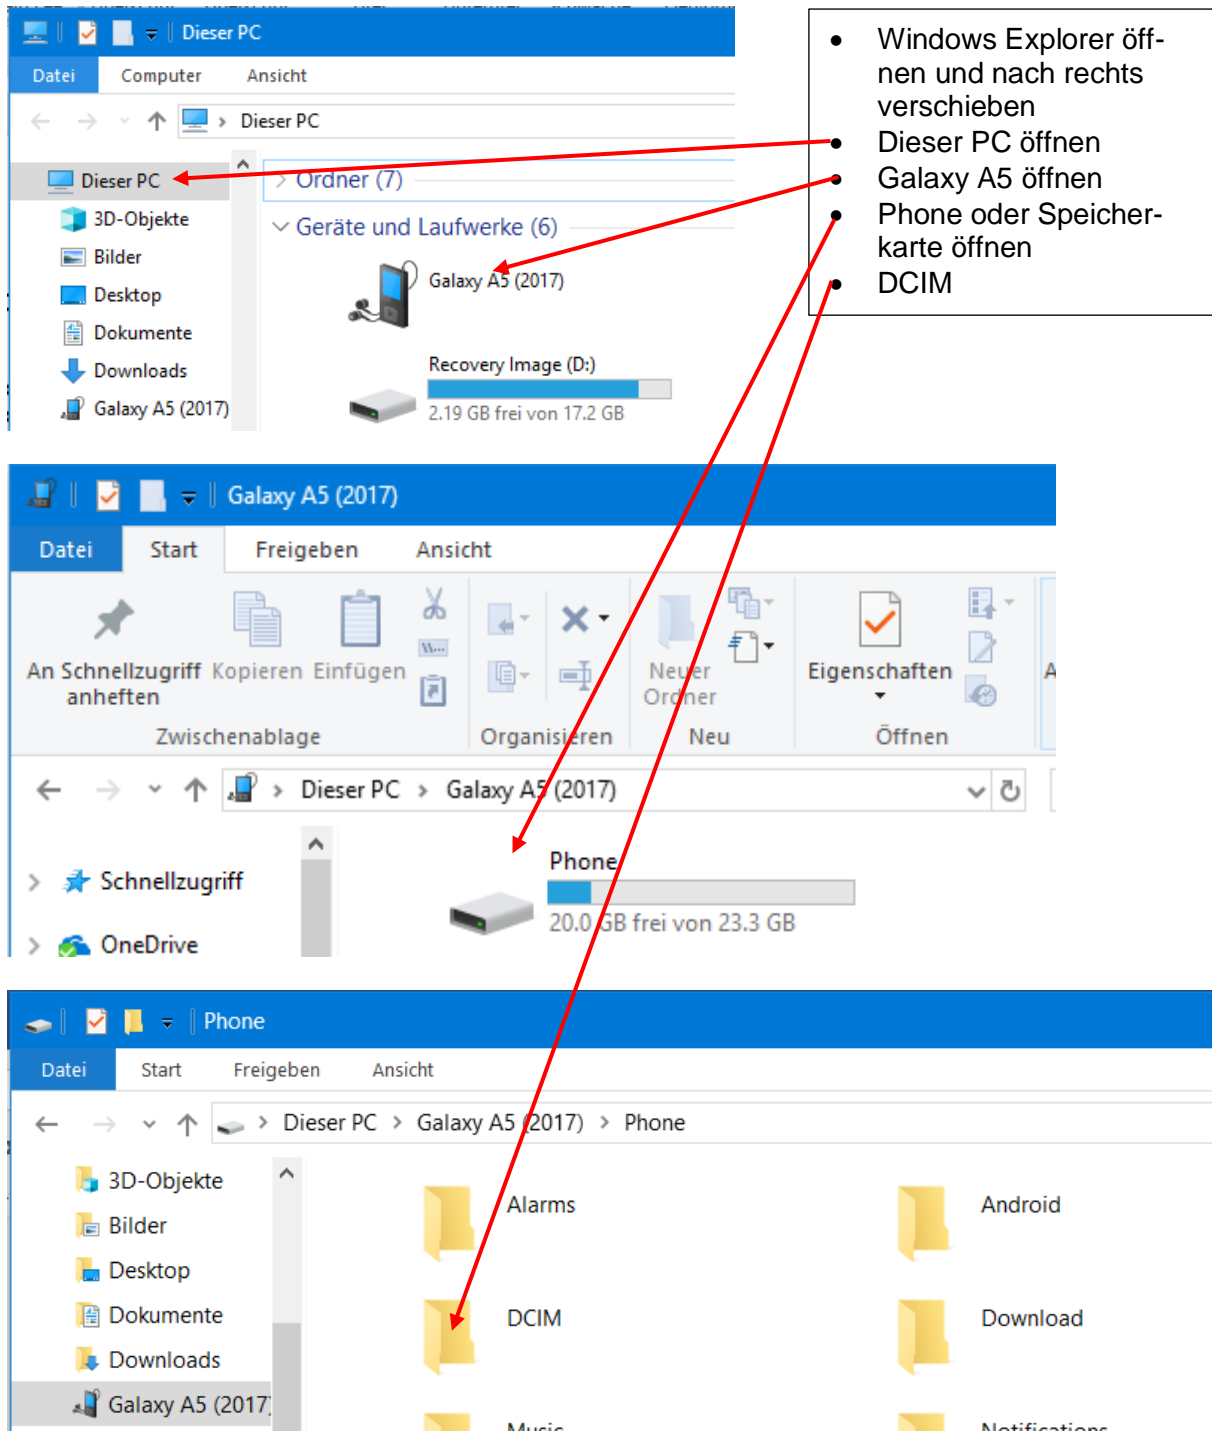 Dieser PC
Datei Computer Ansicht
Dieser PC
Dieser PC
3D-Objekte
Bilder
Desktop
Dokumente
Downloads
Galaxy A5 (2017)
Ordner (7)
Geräte und Laufwerke (6)
Galaxy A5 (2017)
Recovery Image (D:)
2.19 GB frei von 17.2 GB
• Windows Explorer öff-
nen und nach rechts
verschieben
• Dieser PC öffnen
• Galaxy A5 öffnen
• Phone oder Speicher-
karte öffnen
• DCIM
Galaxy A5 (2017)
Datei Start Freigeben Ansicht
An Schnellzugriff
anheften
Kopieren
Einfügen
Neuer
Ordner
Eigenschaften
Zwischenablage Organisieren Neu Öffnen
Dieser PC > Galaxy A5 (2017)
Schnellzugriff
OneDrive
Phone
20.0 GB frei von 23.3 GB
Phone
Datei Start Freigeben Ansicht
Dieser PC > Galaxy A5 (2017) > Phone
3D-Objekte
Bilder
Desktop
Dokumente
Downloads
Galaxy A5 (2017)
Alarms
Android
DCIM
Download
Music
Notifications